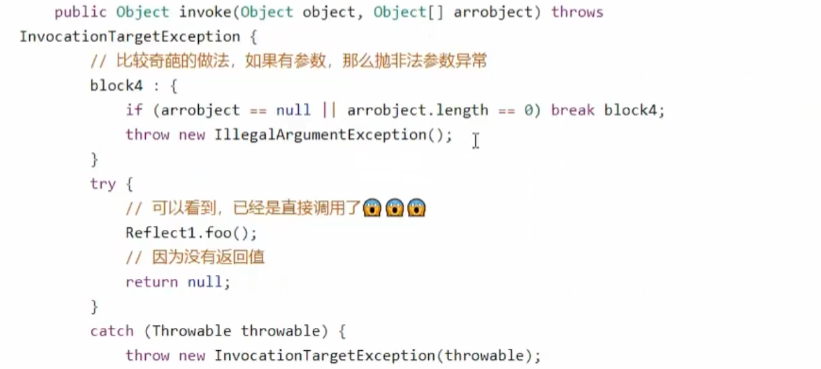 public Object invoke(Object object, Object[] arrobject) throws
InvocationTargetException {
// 比较奇葩的做法，如果有参数，那么抛非法参数异常
block4 : {
if (arrobject == null || arrobject.length == 0) break block4;
throw new IllegalArgumentException();
}
try {
// 可以看到，已经是直接调用了😱😱😱
Reflect1.foo();
// 因为没有返回值
return null;
}
catch (Throwable throwable) {
throw new InvocationTargetException(throwable);